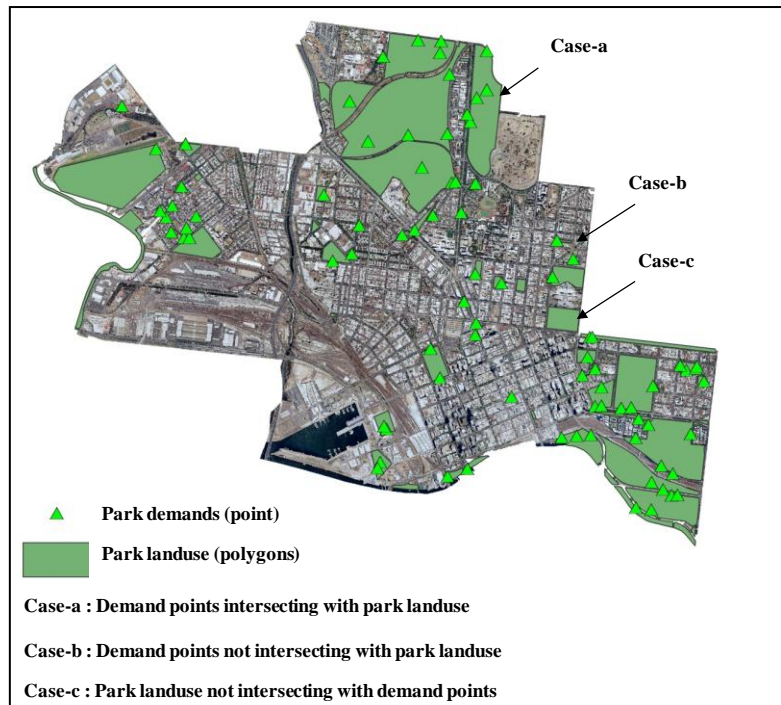 Case-a
Case-b
Case-c
Park demands (point)
Park landuse (polygons)
Case-a : Demand points intersecting with park landuse
Case-b : Demand points not intersecting with park landuse
Case-c : Park landuse not intersecting with demand points